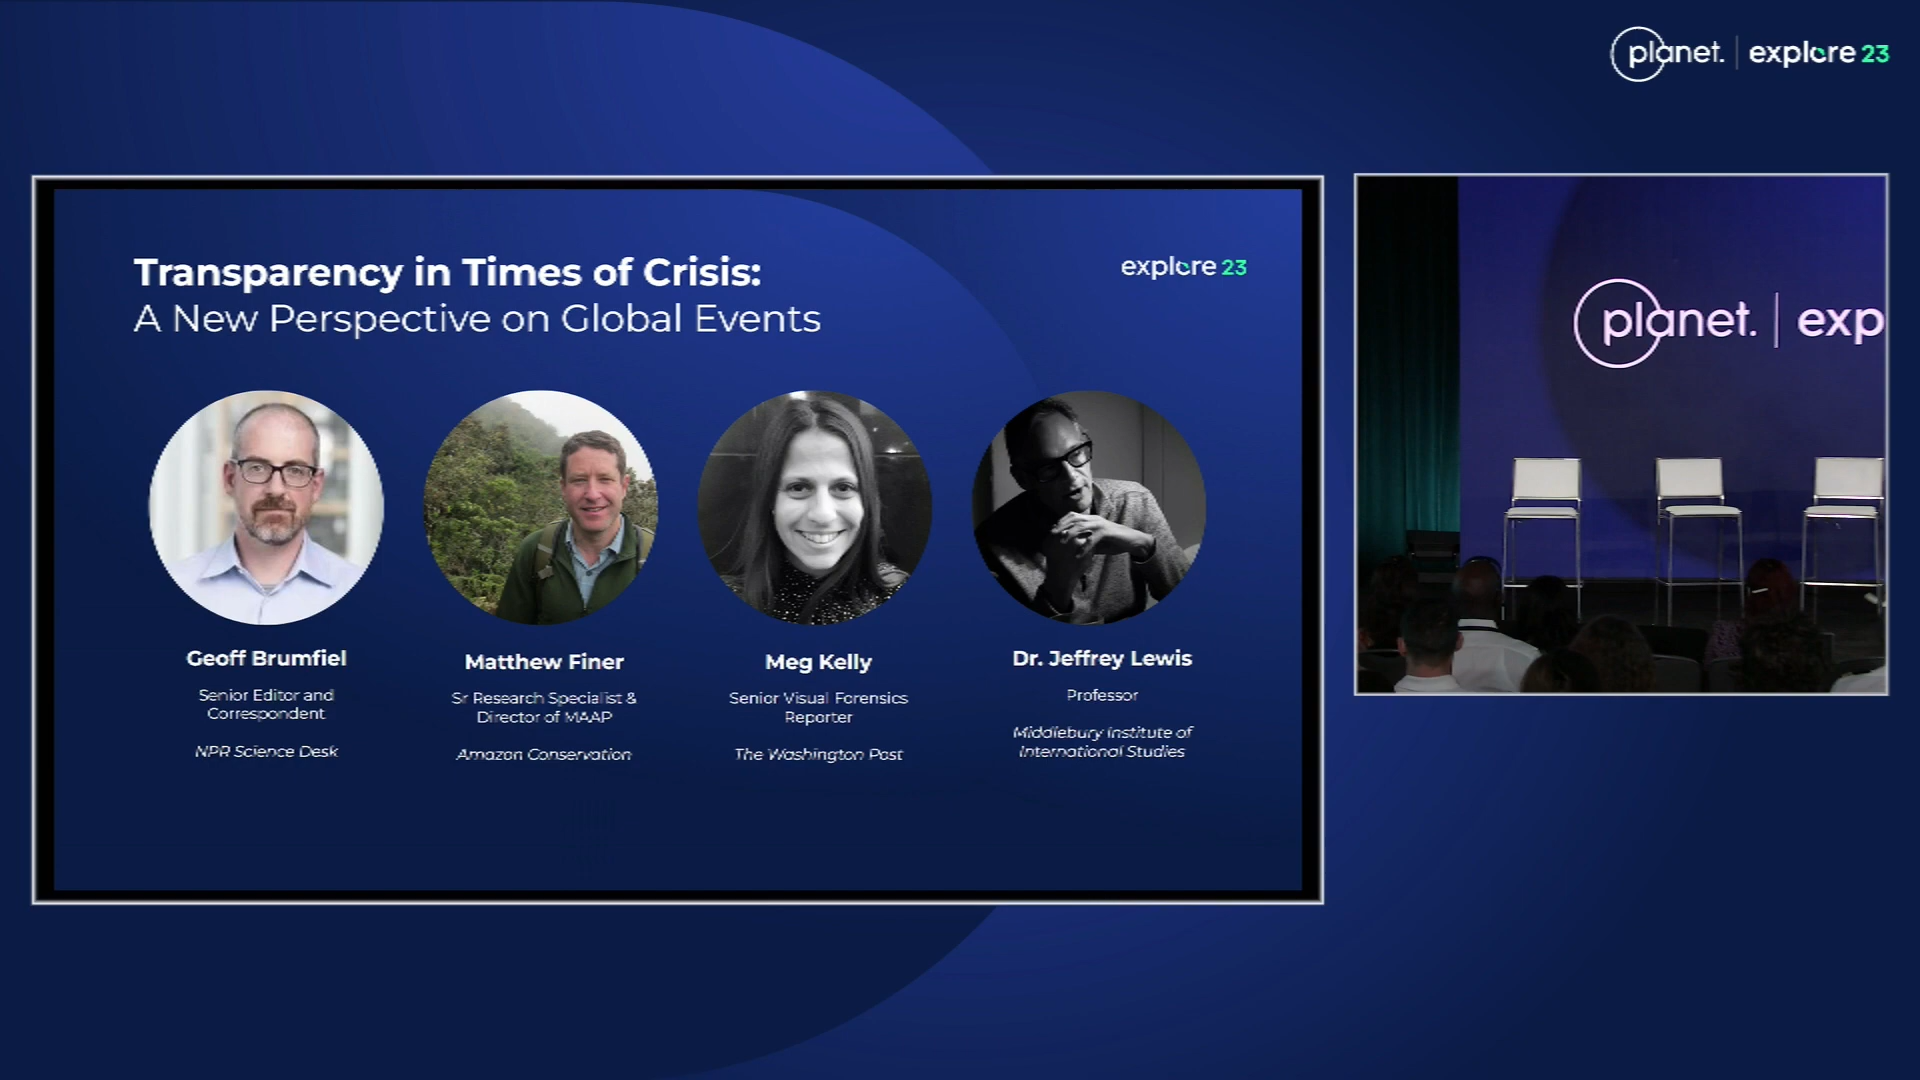 planet. | explore 23
Transparency in Times of Crisis:
A New Perspective on Global Events
explore 23
Geoff Brumfiel
Senior Editor and
Correspondent
NPR Science Desk
Matthew Finer
Sr Research Specialist &
Director of MAAP
Amazon Conservation
Meg Kelly
Senior Visual Forensics
Reporter
The Washington Post
Dr. Jeffrey Lewis
Professor
Middlebury Institute of
International Studies
planet. | exp